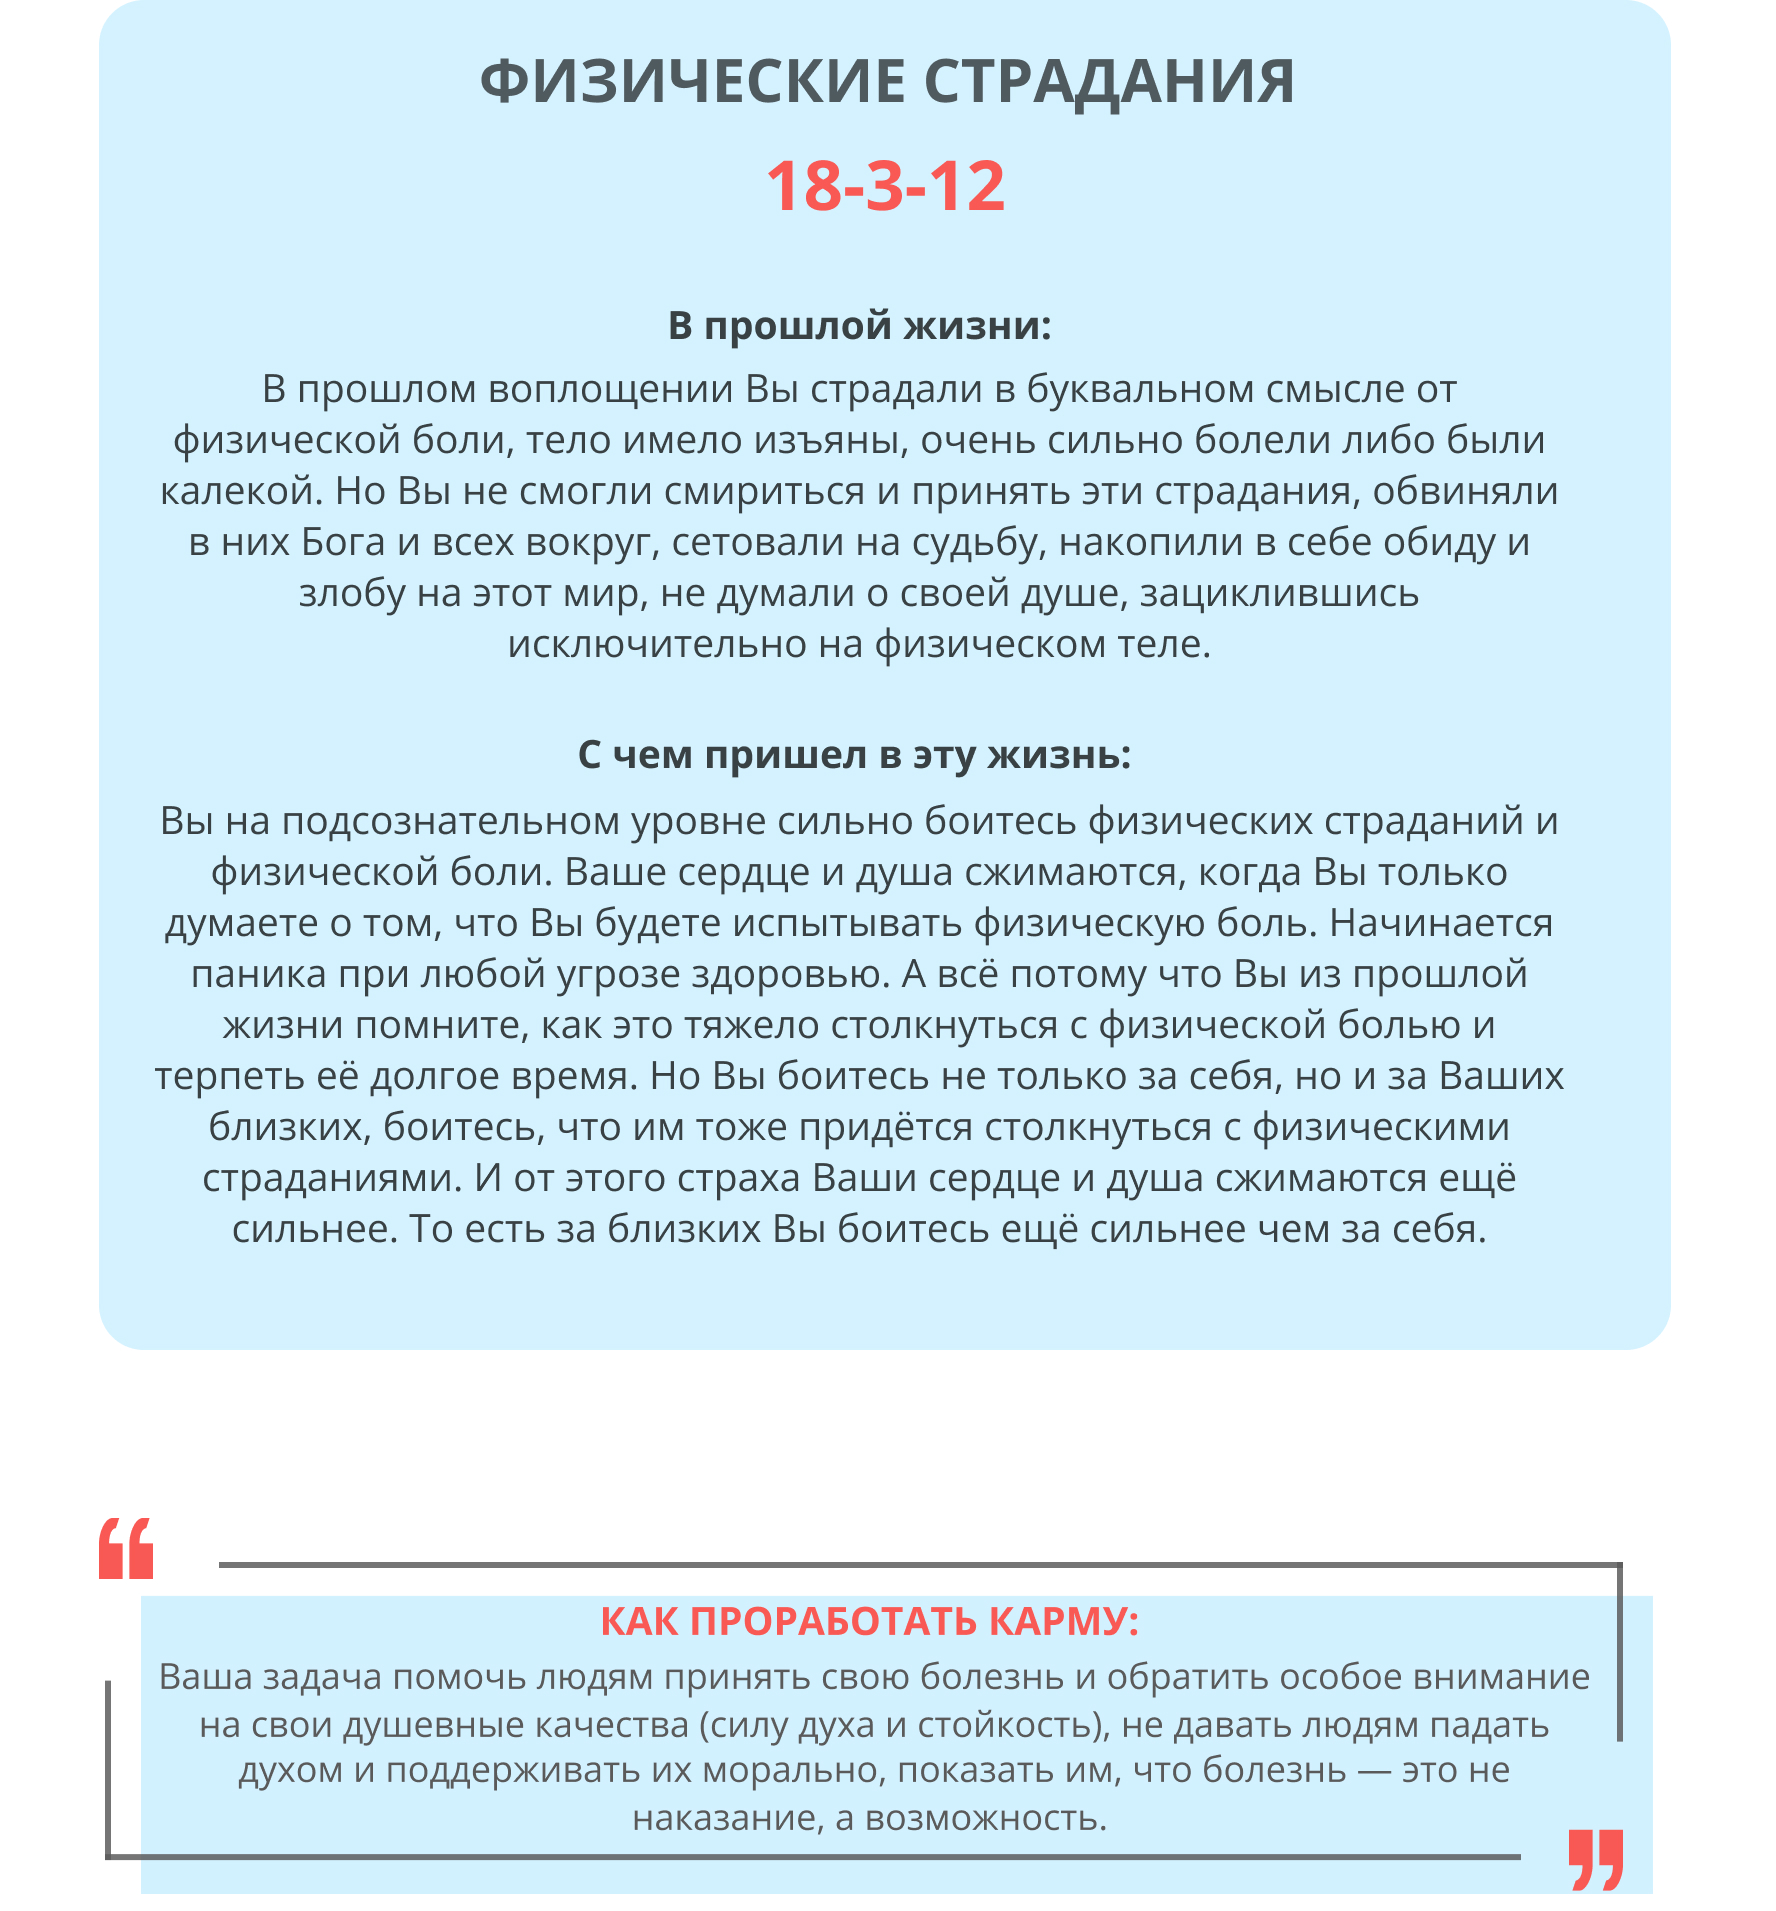 ФИЗИЧЕСКИЕ СТРАДАНИЯ
18-3-12
В прошлой жизни:
В прошлом воплощении Вы страдали в буквальном смысле от
физической боли, тело имело изъяны, очень сильно болели либо были
калекой. Но Вы не смогли смириться и принять эти страдания, обвиняли
в них Бога и всех вокруг, сетовали на судьбу, накопили в себе обиду и
злобу на этот мир, не думали о своей душе, зациклившись
исключительно на физическом теле.
С чем пришел в эту жизнь:
Вы на подсознательном уровне сильно боитесь физических страданий и
физической боли. Ваше сердце и душа сжимаются, когда Вы только
думаете о том, что Вы будете испытывать физическую боль. Начинается
паника при любой угрозе здоровью. А всё потому что Вы из прошлой
жизни помните, как это тяжело столкнуться с физической болью и
терпеть её долгое время. Но Вы боитесь не только за себя, но и за Ваших
близких, боитесь, что им тоже придётся столкнуться с физическими
страданиями. И от этого страха Ваши сердце и душа сжимаются ещё
сильнее. То есть за близких Вы боитесь ещё сильнее чем за себя.
“
КАК ПРОРАБОТАТЬ КАРМУ:
Ваша задача помочь людям принять свою болезнь и обратить особое внимание
на свои душевные качества (силу духа и стойкость), не давать людям падать
духом и поддерживать их морально, показать им, что болезнь — это не
наказание, а возможность.
”